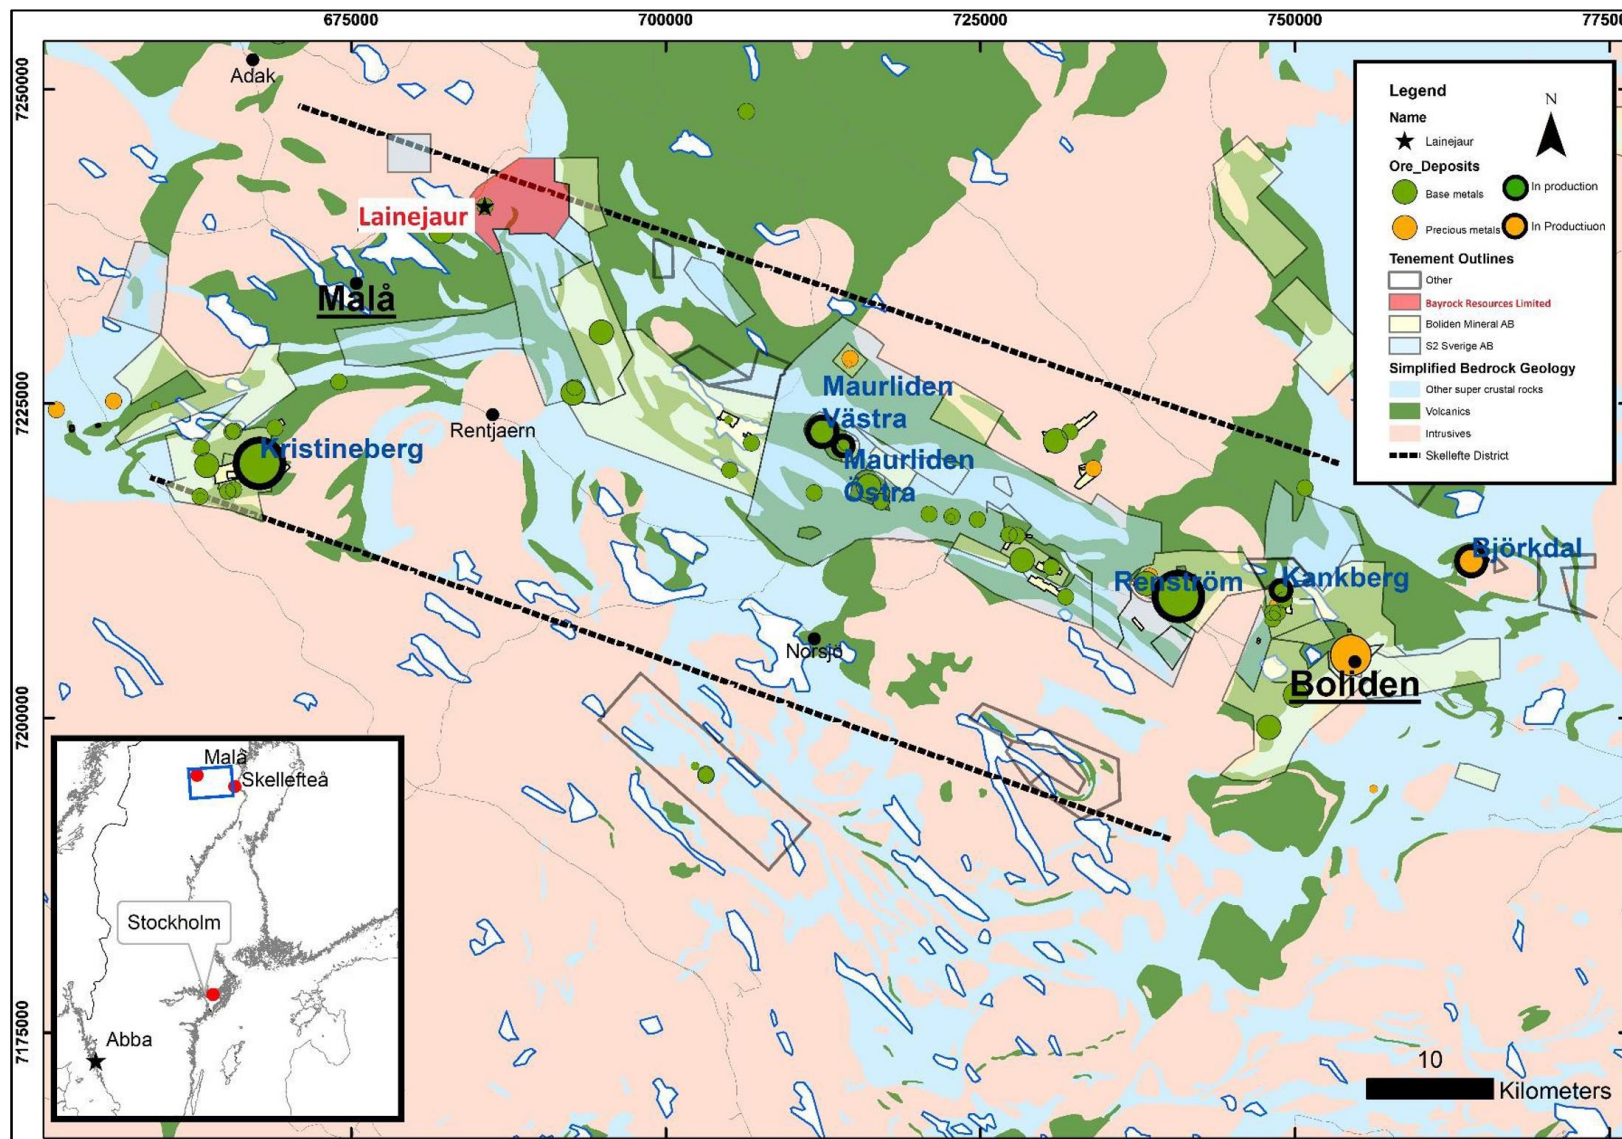 675000
700000
725000
750000
775000
7250000
7225000
7200000
7175000
Adak
Lainejaur
Malå
Rentjaern
Kristineberg
Maurliden
Västra
Maurliden
Östra
Norsjö
Renström
Kankberg
Björkdal
Boliden
Legend
N
Name
Lainejaur
Ore_Deposits
Base metals
In production
Precious metals
In Productiuon
Tenement Outlines
Other
Bayrock Resources Limited
Boliden Mineral AB
S2 Sverige AB
Simplified Bedrock Geology
Other super crustal rocks
Volcanics
Intrusives
Skellefte District
Malå
Skellefteå
Stockholm
Abba
10
Kilometers